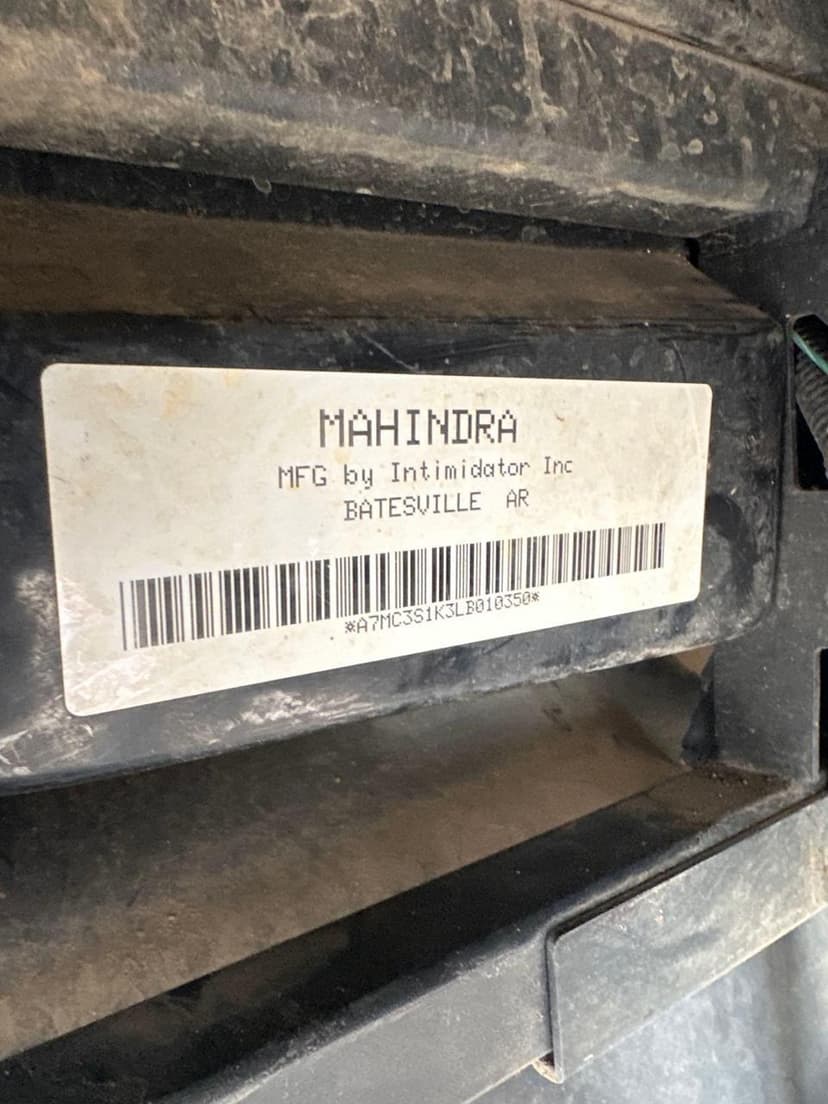 MAHINDRA
MFG by Intimidator Inc
BATESVILLE AR
*A7MC3S1K3LB010350*